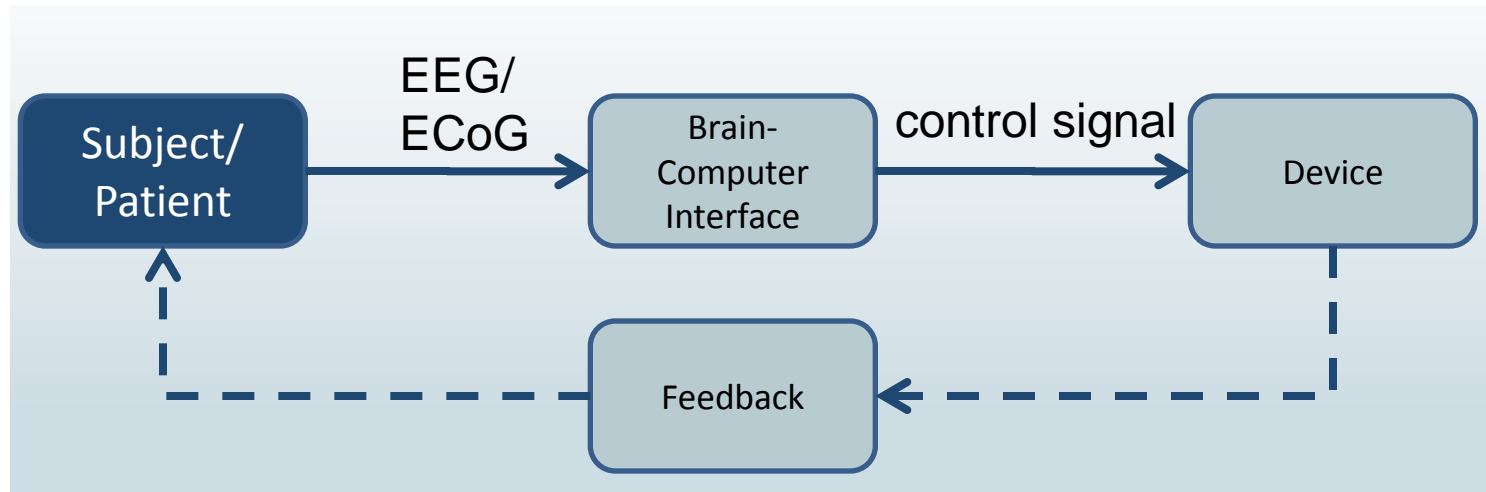 Subject/
Patient
EEG/
ECoG
Brain-
Computer
Interface
control signal
Device
Feedback